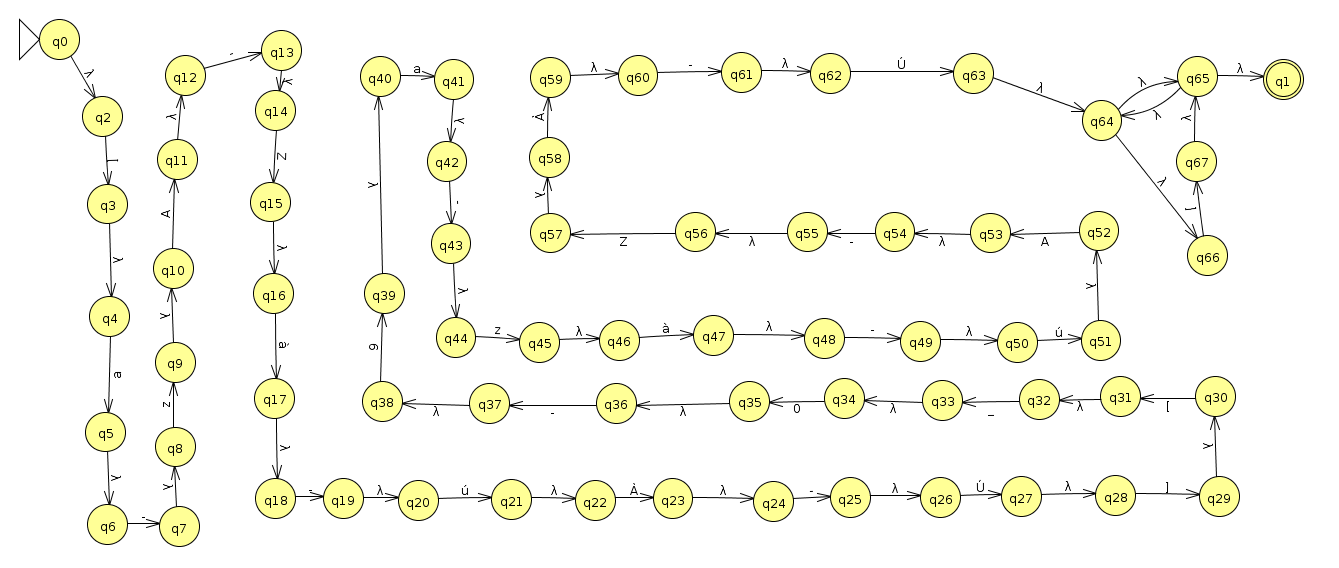 q0
λ
q2
[
q3
λ
q4
a
q5
λ
q6
-
q7
λ
q8
z
q9
λ
q10
A
q11
λ
q12
-
q13
λ
q14
Z
q15
λ
q16
à
q17
λ
q18
-
q19
λ
q20
ú
q21
λ
q22
À
q23
λ
q24
-
q25
λ
q26
Ú
q27
λ
q28
]
q29
λ
q30
[
q31
λ
q32
_
q33
λ
q34
0
q35
λ
q36
-
q37
λ
q38
9
q39
λ
q40
a
q41
λ
q42
-
q43
λ
q44
z
q45
λ
q46
à
q47
λ
q48
-
q49
λ
q50
ú
q51
λ
q52
A
q53
λ
q54
-
q55
λ
q56
Z
q57
λ
q58
À
q59
λ
q60
-
q61
λ
q62
Ú
q63
λ
q64
λ
λ
λ
q66
]
q67
λ
q65
λ
q1